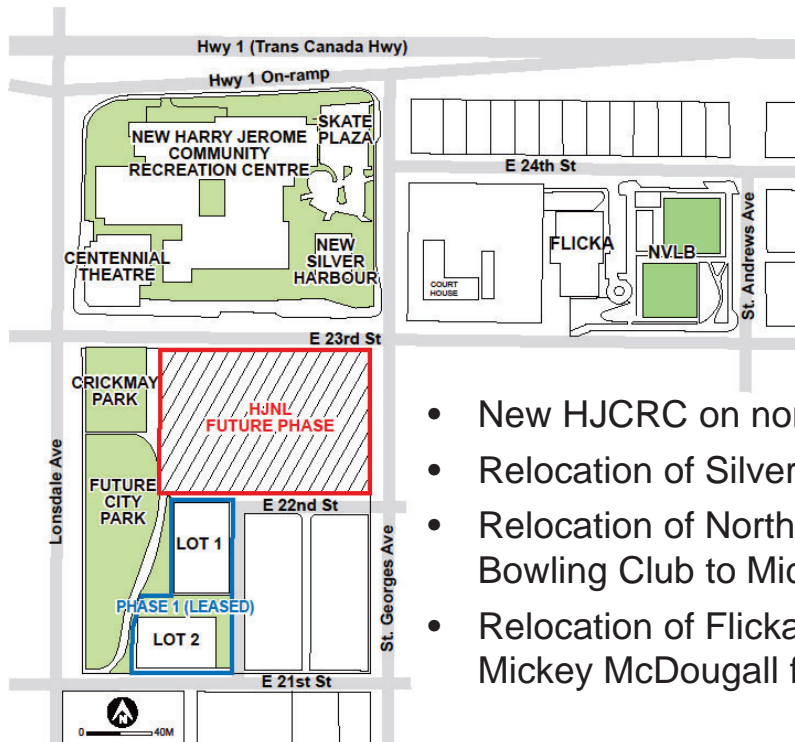 Hwy 1 (Trans Canada Hwy)
Hwy 1 On-ramp
NEW HARRY JEROME
COMMUNITY
RECREATION CENTRE
SKATE
PLAZA
E 24th St
CENTENNIAL
THEATRE
NEW
SILVER
HARBOUR
COURT
HOUSE
FLICKA
NVLB
St. Andrews Ave
E 23rd St
CRICKMAY
PARK
HJNL
FUTURE PHASE
Lonsdale Ave
FUTURE
CITY
PARK
E 22nd St
LOT 1
St. Georges Ave
PHASE 1 (LEASED)
LOT 2
E 21st St
N
0 40M
• New HJCRC on
• Relocation of Silver
• Relocation of North
Bowling Club to
• Relocation of Flicka
Mickey McDougall